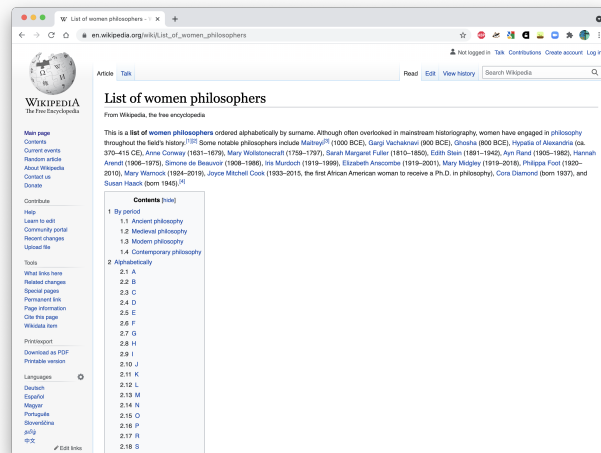 List of women philosophers -
en.wikipedia.org/wiki/List_of_women_philosophers
Not logged in Talk Contributions Create account Log in
Article Talk Read Edit View history Search Wikipedia
WIKIPEDIA
The Free Encyclopedia
Main page
Contents
Current events
Random article
About Wikipedia
Contact us
Donate
Contribute
Help
Learn to edit
Community portal
Recent changes
Upload file
Tools
What links here
Related changes
Special pages
Permanent link
Page information
Cite this page
Wikidata item
Print/export
Download as PDF
Printable version
Languages
Deutsch
Español
Magyar
Português
Slovenščina
தமிழ்
中文
Edit links
List of women philosophers
From Wikipedia, the free encyclopedia
This is a list of women philosophers ordered alphabetically by surname. Although often overlooked in mainstream historiography, women have engaged in philosophy
throughout the field's history.[1][2] Some notable philosophers include Maitreyi[3] (1000 BCE), Gargi Vachaknavi (900 BCE), Ghosha (800 BCE), Hypatia of Alexandria (ca.
370–415 CE), Anne Conway (1631–1679), Mary Wollstonecraft (1759–1797), Sarah Margaret Fuller (1810–1850), Edith Stein (1891–1942), Ayn Rand (1905–1982), Hannah
Arendt (1906–1975), Simone de Beauvoir (1908–1986), Iris Murdoch (1919–1999), Elizabeth Anscombe (1919–2001), Mary Midgley (1919–2018), Philippa Foot (1920–
2010), Mary Warnock (1924–2019), Joyce Mitchell Cook (1933–2015, the first African American woman to receive a Ph.D. in philosophy), Cora Diamond (born 1937), and
Susan Haack (born 1945).[4]
Contents [hide]
1 By period
1.1 Ancient philosophy
1.2 Medieval philosophy
1.3 Modern philosophy
1.4 Contemporary philosophy
2 Alphabetically
2.1 A
2.2 B
2.3 C
2.4 D
2.5 E
2.6 F
2.7 G
2.8 H
2.9 I
2.10 J
2.11 K
2.12 L
2.13 M
2.14 N
2.15 O
2.16 P
2.17 R
2.18 S